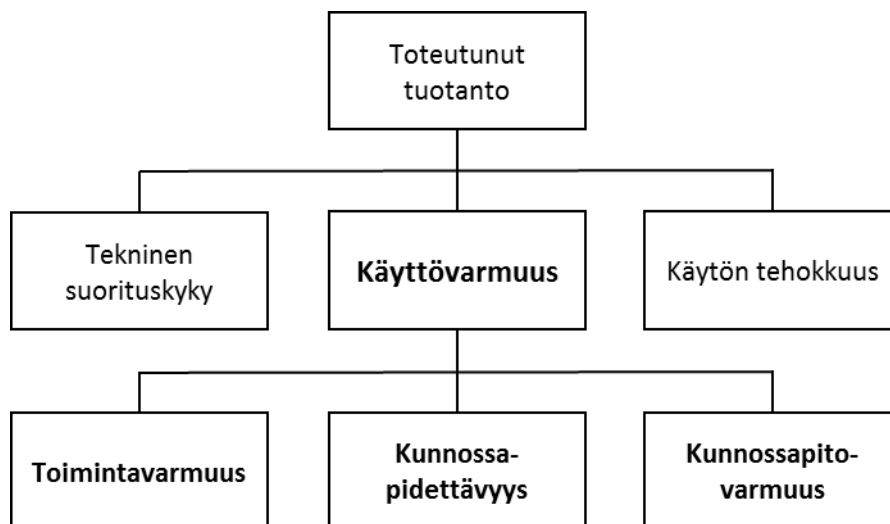 Toteutunut
tuotanto
Tekninen
suorituskyky
Käyttövarmuus
Käytön tehokkuus
Toimintavarmuus
Kunnossa-
pidettävyys
Kunnossapito-
varmuus